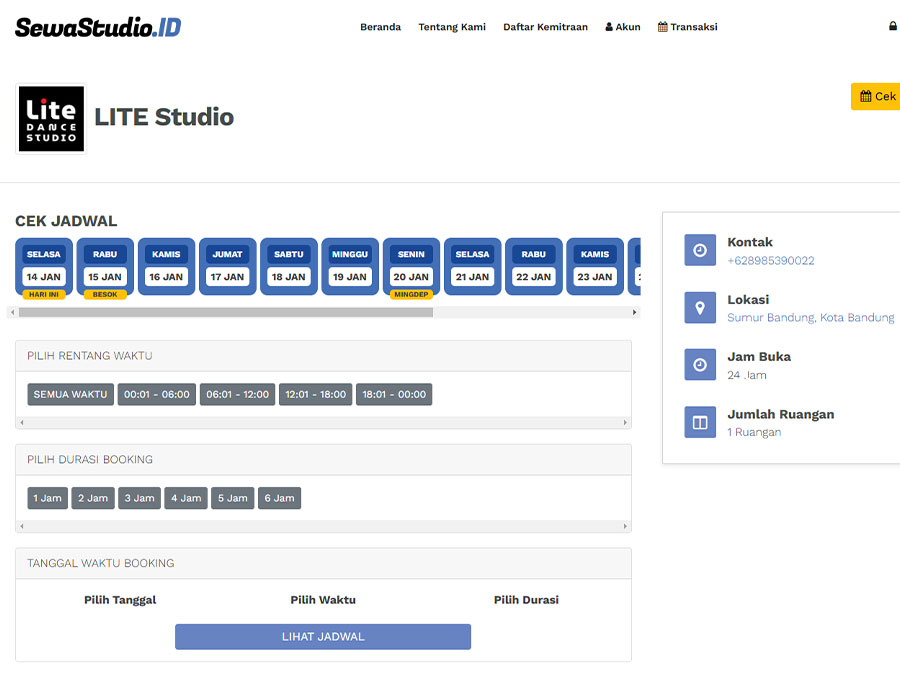 SewaStudio.ID
Beranda Tentang Kami Daftar Kemitraan Akun Transaksi
Lite
DANCE
STUDIO
LITE Studio
Cek
CEK JADWAL
SELASA RABU KAMIS JUMAT SABTU MINGGU SENIN SELASA RABU KAMIS
14 JAN 15 JAN 16 JAN 17 JAN 18 JAN 19 JAN 20 JAN 21 JAN 22 JAN 23 JAN
HARI INI BESOK MINGDEP
PILIH RENTANG WAKTU
SEMUA WAKTU 00:01 - 06:00 06:01 - 12:00 12:01 - 18:00 18:01 - 00:00
PILIH DURASI BOOKING
1 Jam 2 Jam 3 Jam 4 Jam 5 Jam 6 Jam
TANGGAL WAKTU BOOKING
Pilih Tanggal Pilih Waktu Pilih Durasi
LIHAT JADWAL
Kontak
+628985390022
Lokasi
Sumur Bandung, Kota Bandung
Jam Buka
24 Jam
Jumlah Ruangan
1 Ruangan